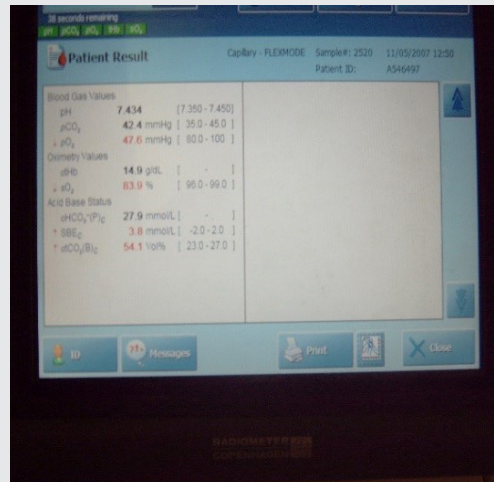 38 seconds remaining
pH pCO₂ pO₂ tHb sO₂
Patient Result
Capillary - FLEXMODE Sample#: 2520 11/05/2007 12:50
Patient ID: A546497
Blood Gas Values
pH 7.434 [7.350 - 7.450]
pCO₂ 42.4 mmHg [ 35.0 - 45.0 ]
↓ pO₂ 47.6 mmHg [ 80.0 - 100 ]
Oximetry Values
ctHb 14.9 g/dL [ - ]
↓ sO₂ 83.9 % [ 96.0 - 99.0 ]
Acid Base Status
cHCO₃⁻(P)c 27.9 mmol/L [ - ]
↑ SBEc 3.8 mmol/L [ -2.0 - 2.0 ]
↑ ctCO₂(B)c 54.1 Vol% [ 23.0 - 27.0 ]
ID Messages Print Close
RADIOMETER
COPENHAGEN